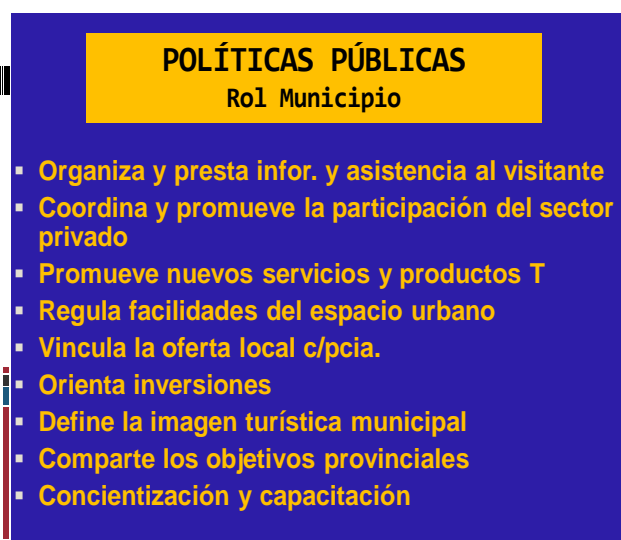 POLÍTICAS PÚBLICAS
Rol Municipio
▪ Organiza y presta infor. y asistencia al visitante
▪ Coordina y promueve la participación del sector
privado
▪ Promueve nuevos servicios y productos T
▪ Regula facilidades del espacio urbano
▪ Vincula la oferta local c/pcia.
▪ Orienta inversiones
▪ Define la imagen turística municipal
▪ Comparte los objetivos provinciales
▪ Concientización y capacitación